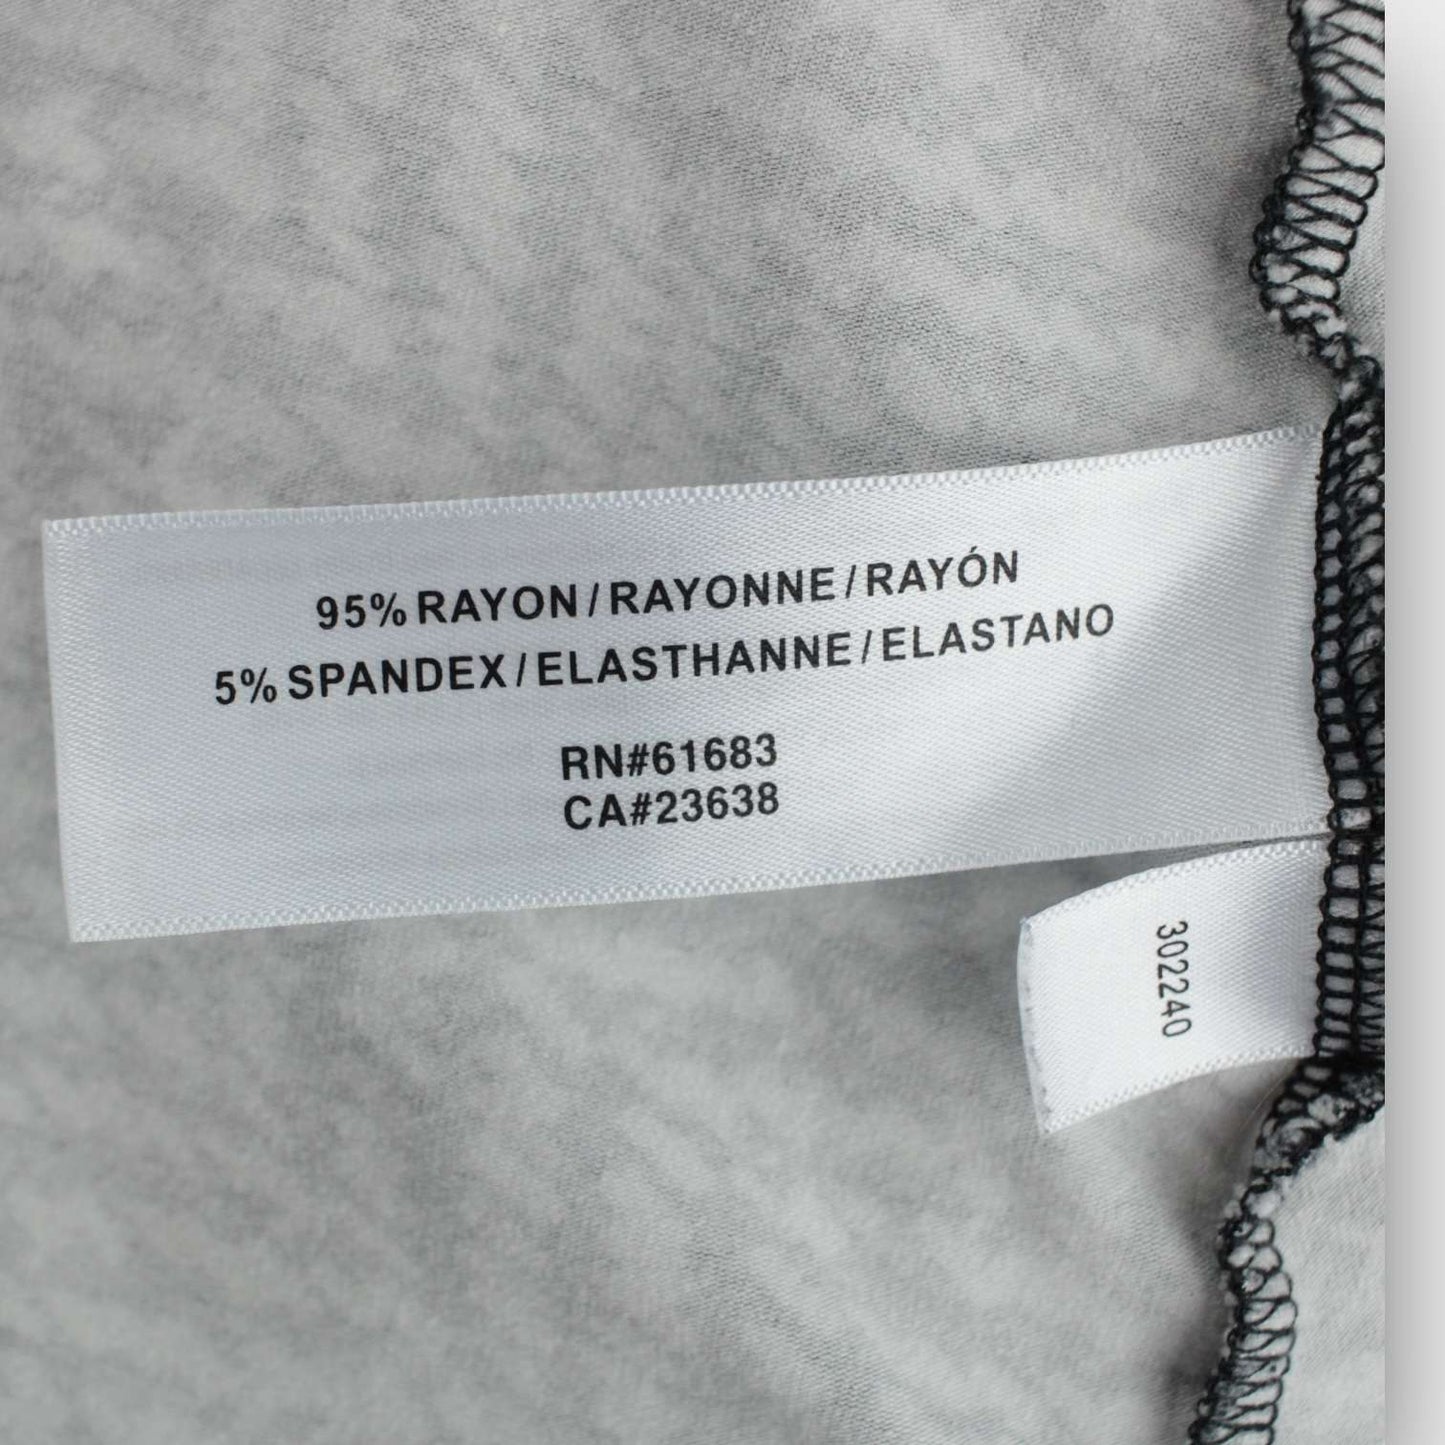 95% RAYON / RAYONNE / RAYÓN
5% SPANDEX / ELASTHANNE / ELASTANO
RN#61683
CA#23638
302240